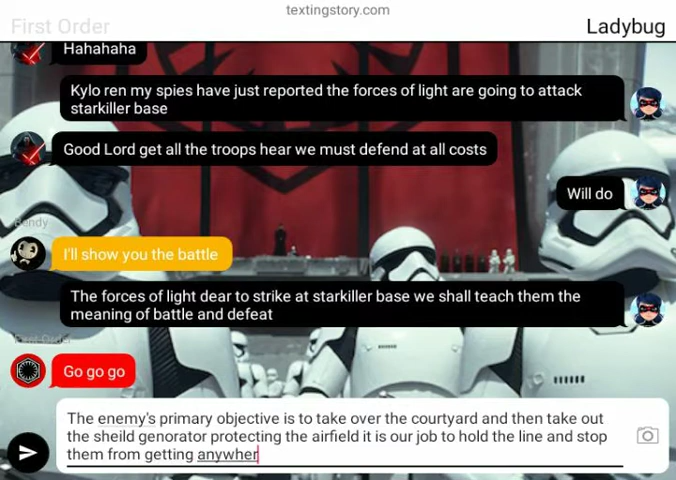 textingstory.com
First Order
Ladybug
Hahahaha
Kylo ren my spies have just reported the forces of light are going to attack
starkiller base
Good Lord get all the troops hear we must defend at all costs
Will do
Bendy
I'll show you the battle
The forces of light dear to strike at starkiller base we shall teach them the
meaning of battle and defeat
First Order
Go go go
The enemy's primary objective is to take over the courtyard and then take out
the sheild genorator protecting the airfield it is our job to hold the line and stop
them from getting anywher